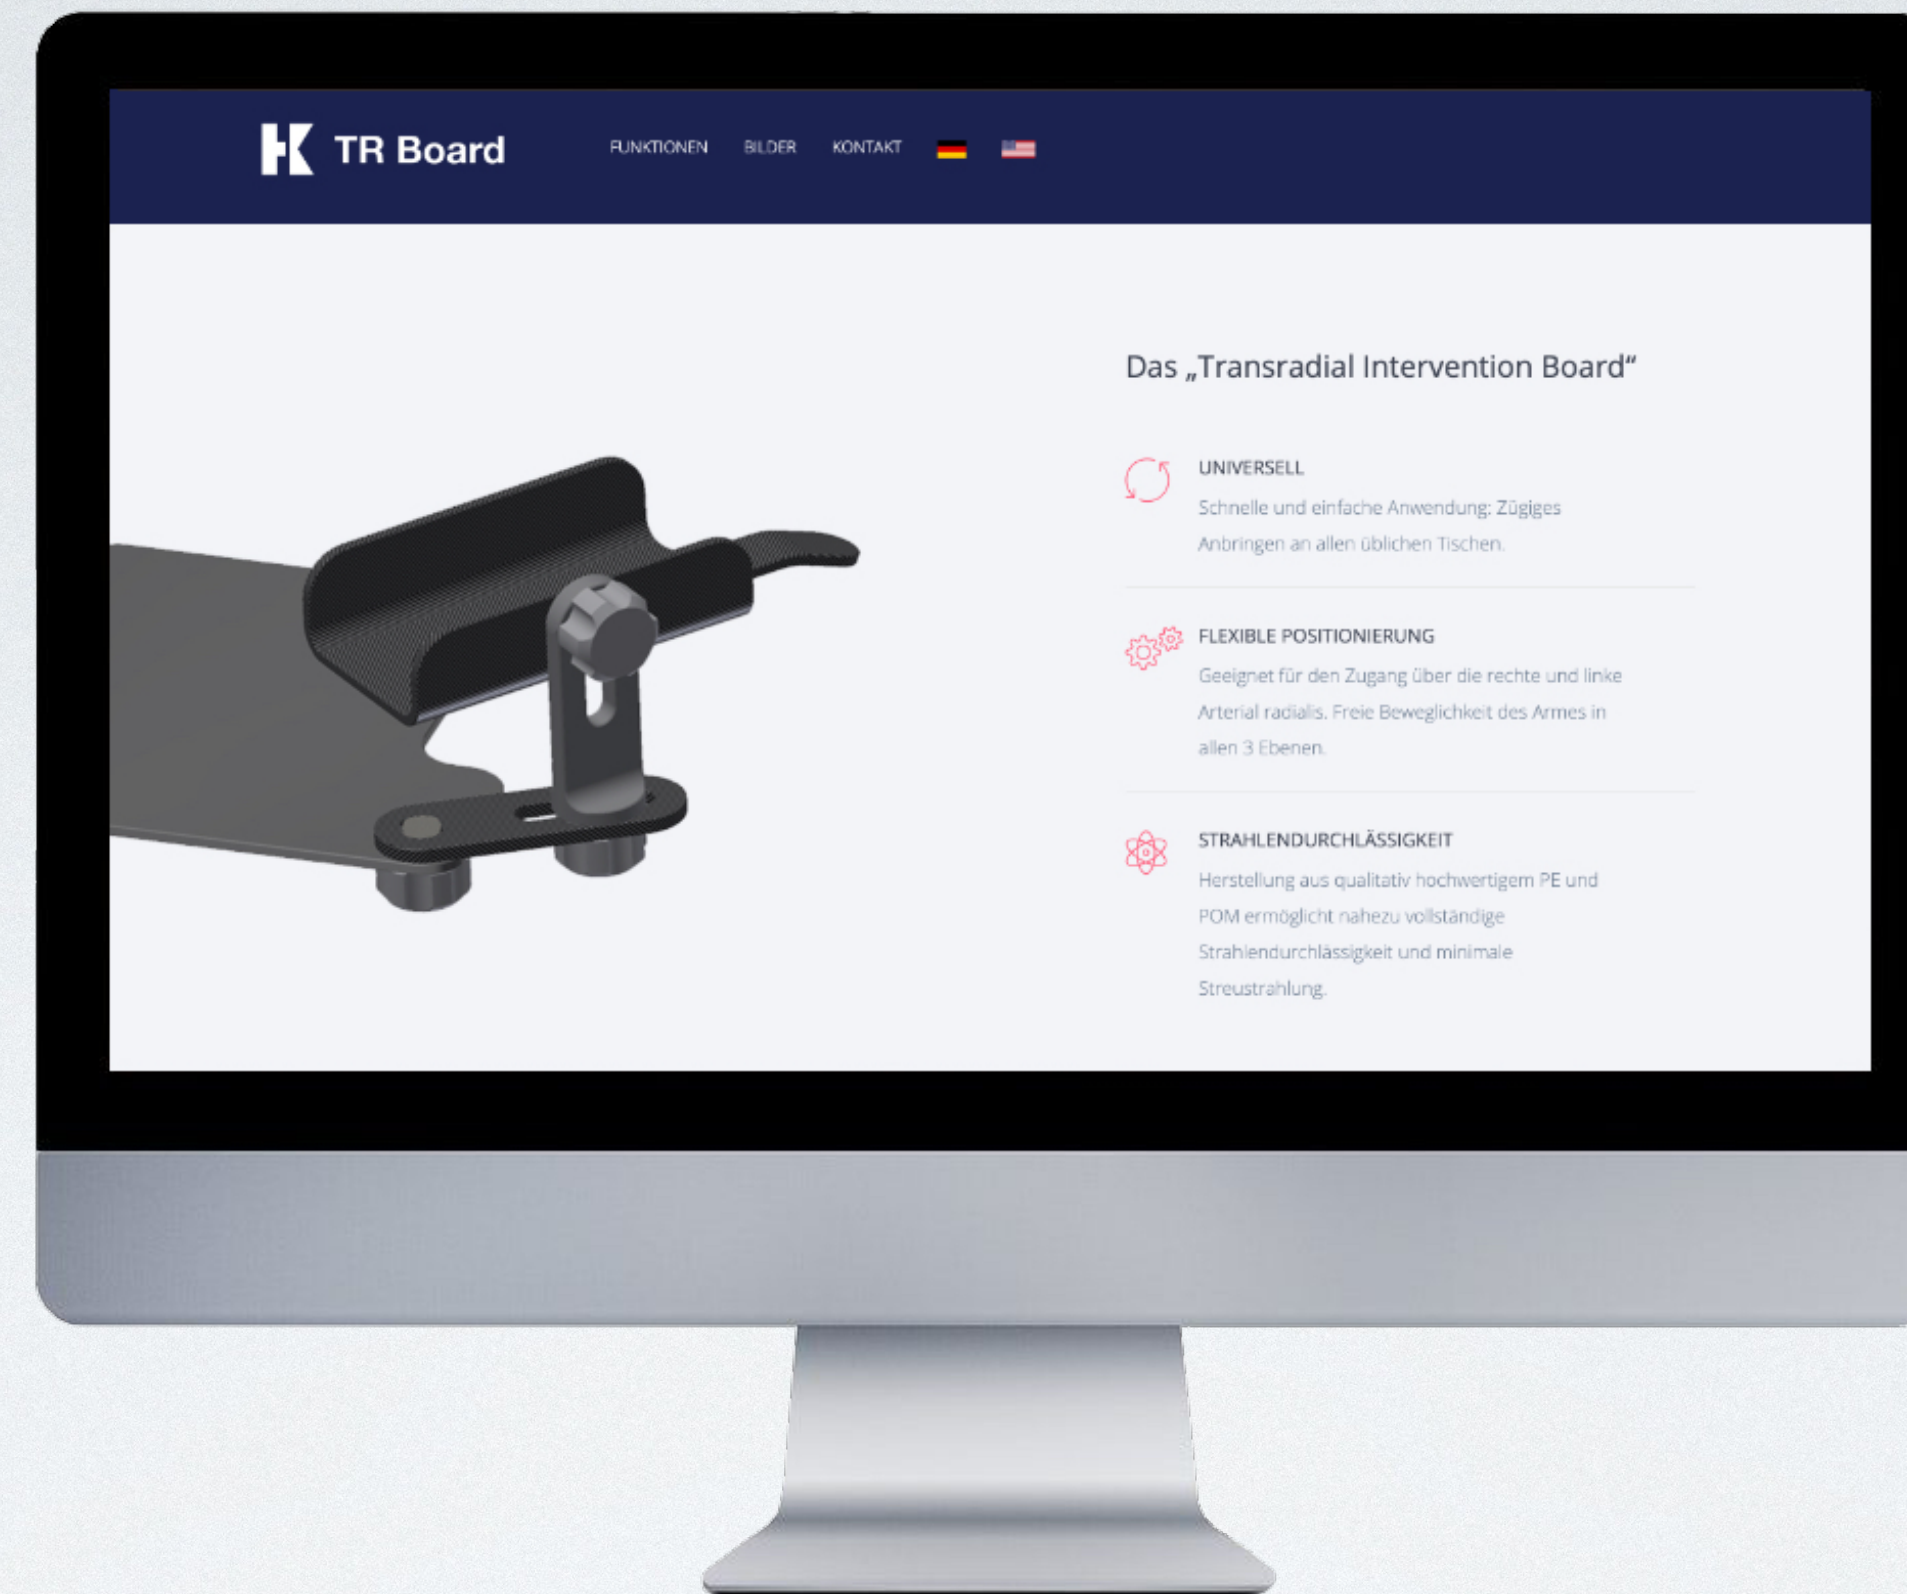 TR Board
FUNKTIONEN BILDER KONTAKT
Das „Transradial Intervention Board“
UNIVERSELL
Schnelle und einfache Anwendung: Zügiges
Anbringen an allen üblichen Tischen.
FLEXIBLE POSITIONIERUNG
Geeignet für den Zugang über die rechte und linke
Arterial radialis. Freie Beweglichkeit des Armes in
allen 3 Ebenen.
STRAHLENDURCHLÄSSIGKEIT
Herstellung aus qualitativ hochwertigem PE und
POM ermöglicht nahezu vollständige
Strahlendurchlässigkeit und minimale
Streustrahlung.